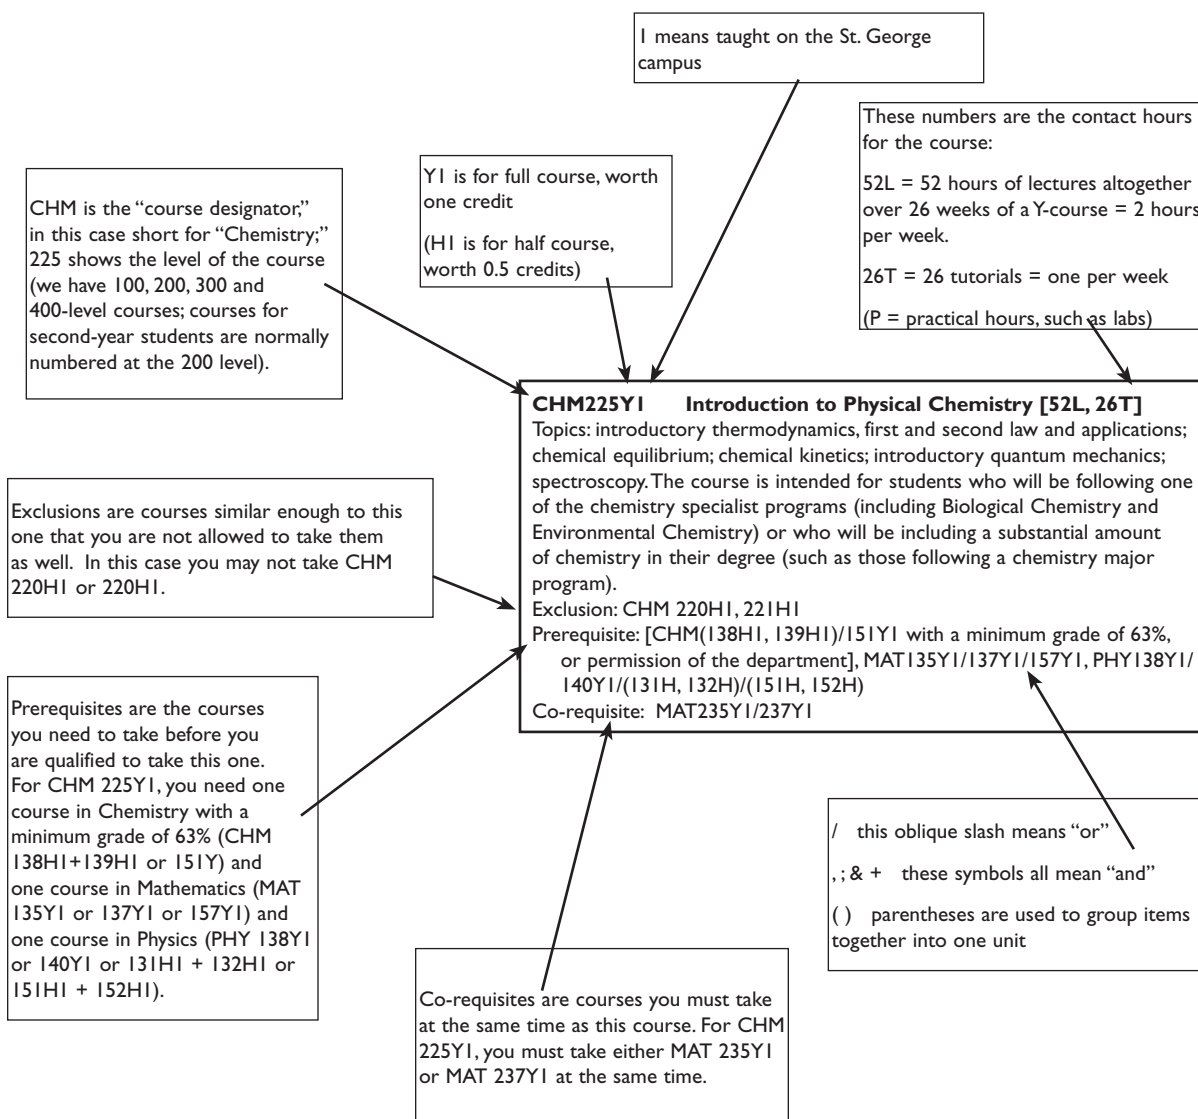 1 means taught on the St. George
campus
These numbers are the contact hours
for the course:
52L = 52 hours of lectures altogether
over 26 weeks of a Y-course = 2 hours
per week.
26T = 26 tutorials = one per week
(P = practical hours, such as labs)
Y1 is for full course, worth
one credit
(H1 is for half course,
worth 0.5 credits)
CHM is the “course designator,”
in this case short for “Chemistry;”
225 shows the level of the course
(we have 100, 200, 300 and
400-level courses; courses for
second-year students are normally
numbered at the 200 level).
CHM225Y1 Introduction to Physical Chemistry [52L, 26T]
Topics: introductory thermodynamics, first and second law and applications;
chemical equilibrium; chemical kinetics; introductory quantum mechanics;
spectroscopy. The course is intended for students who will be following one
of the chemistry specialist programs (including Biological Chemistry and
Environmental Chemistry) or who will be including a substantial amount
of chemistry in their degree (such as those following a chemistry major
program).
Exclusion: CHM 220H1, 221H1
Prerequisite: [CHM(138H1, 139H1)/151Y1 with a minimum grade of 63%,
or permission of the department], MAT135Y1/137Y1/157Y1, PHY138Y1/
140Y1/(131H, 132H)/(151H, 152H)
Co-requisite: MAT235Y1/237Y1
Exclusions are courses similar enough to this
one that you are not allowed to take them
as well. In this case you may not take CHM
220H1 or 220H1.
Prerequisites are the courses
you need to take before you
are qualified to take this one.
For CHM 225Y1, you need one
course in Chemistry with a
minimum grade of 63% (CHM
138H1+139H1 or 151Y) and
one course in Mathematics (MAT
135Y1 or 137Y1 or 157Y1) and
one course in Physics (PHY 138Y1
or 140Y1 or 131H1 + 132H1 or
151H1 + 152H1).
/ this oblique slash means “or”
, ; & + these symbols all mean “and”
( ) parentheses are used to group items
together into one unit
Co-requisites are courses you must take
at the same time as this course. For CHM
225Y1, you must take either MAT 235Y1
or MAT 237Y1 at the same time.